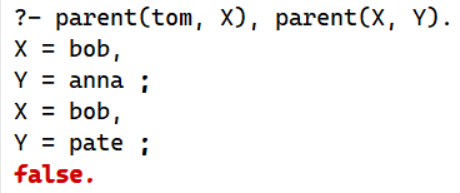 ?- parent(tom, X), parent(X, Y).
X = bob,
Y = anna ;
X = bob,
Y = pate ;
false.